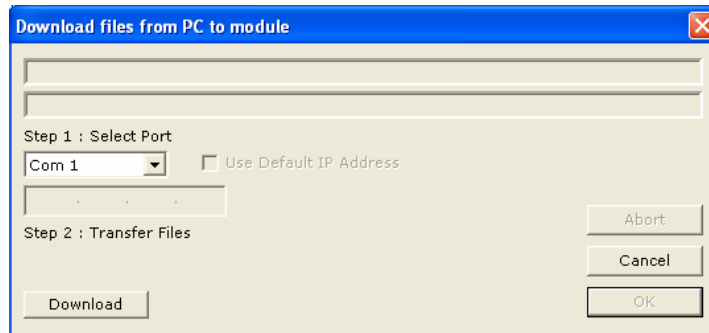 Download files from PC to module
Step 1 : Select Port
Com 1
Use Default IP Address
. . .
Step 2 : Transfer Files
Abort
Cancel
Download
OK